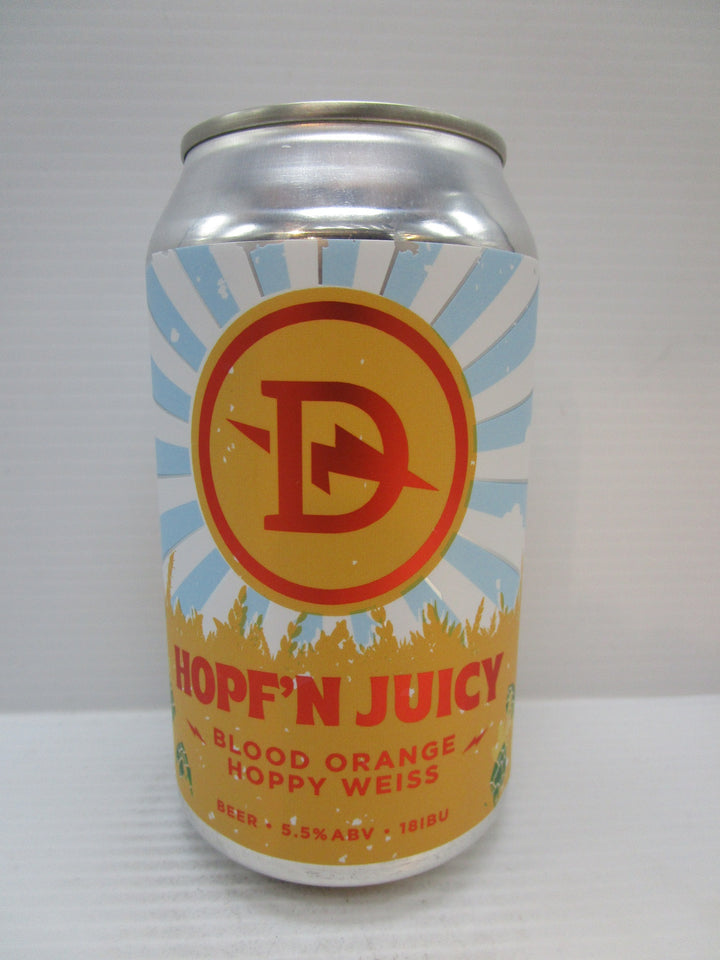 D
HOPF'N JUICY
BLOOD ORANGE
HOPPY WEISS
BEER • 5.5% ABV • 18IBU